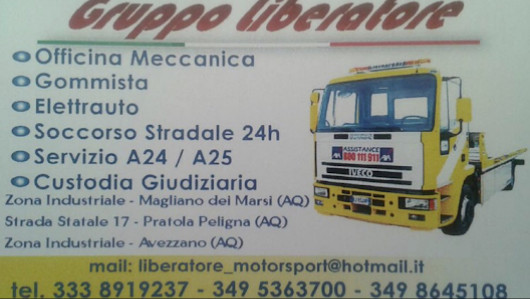 Gruppo Liberatore
Officina Meccanica
Gommista
Elettrauto
Soccorso Stradale 24h
Servizio A24 / A25
Custodia Giudiziaria
Zona Industriale - Magliano dei Marsi (AQ)
Strada Statale 17 - Pratola Peligna (AQ)
Zona Industriale - Avezzano (AQ)
ASSISTANCE
AXA 800 111 911 AXA
IVECO
mail: liberatore_motorsport@hotmail.it
tel. 333 8919237 - 349 5363700 - 349 8645108